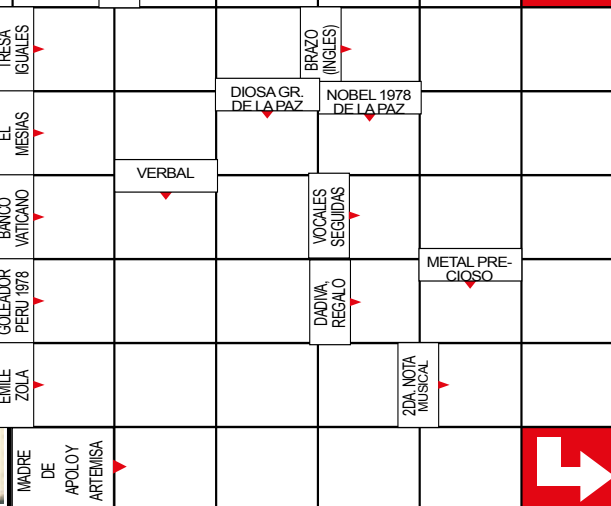 TRESA
IGUALES
BRAZO
(INGLES)
DIOSA GR.
DE LA PAZ
NOBEL 1978
DE LA PAZ
EL
MESIAS
VERBAL
BANCO
VATICANO
VOCALES
SEGUIDAS
METAL PRE-
CIOSO
GOLEADOR
PERU 1978
DADIVA,
REGALO
EMILE
ZOLA
2DA. NOTA
MUSICAL
MADRE
DE
APOLO Y
ARTEMISA